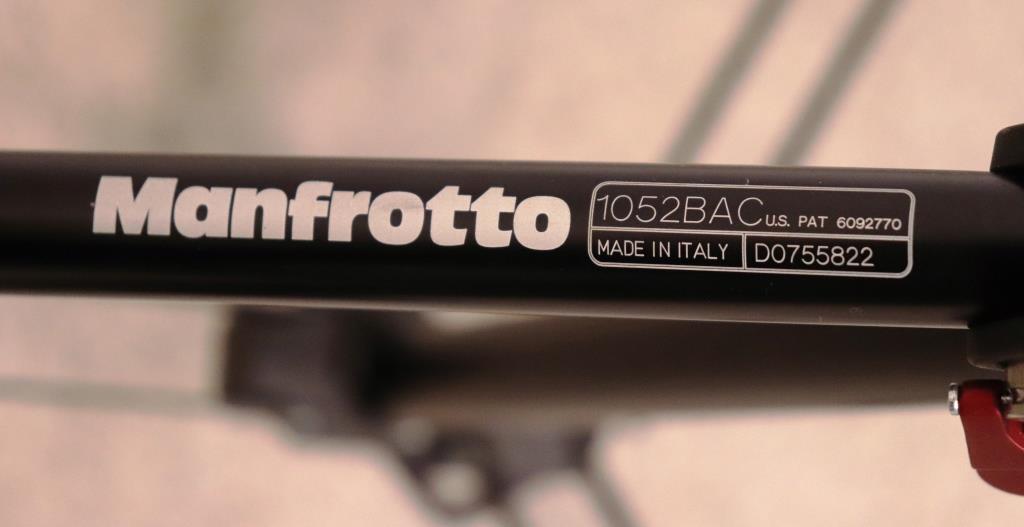 Manfrotto
1052BAC U.S. PAT 6092770
MADE IN ITALY D0755822